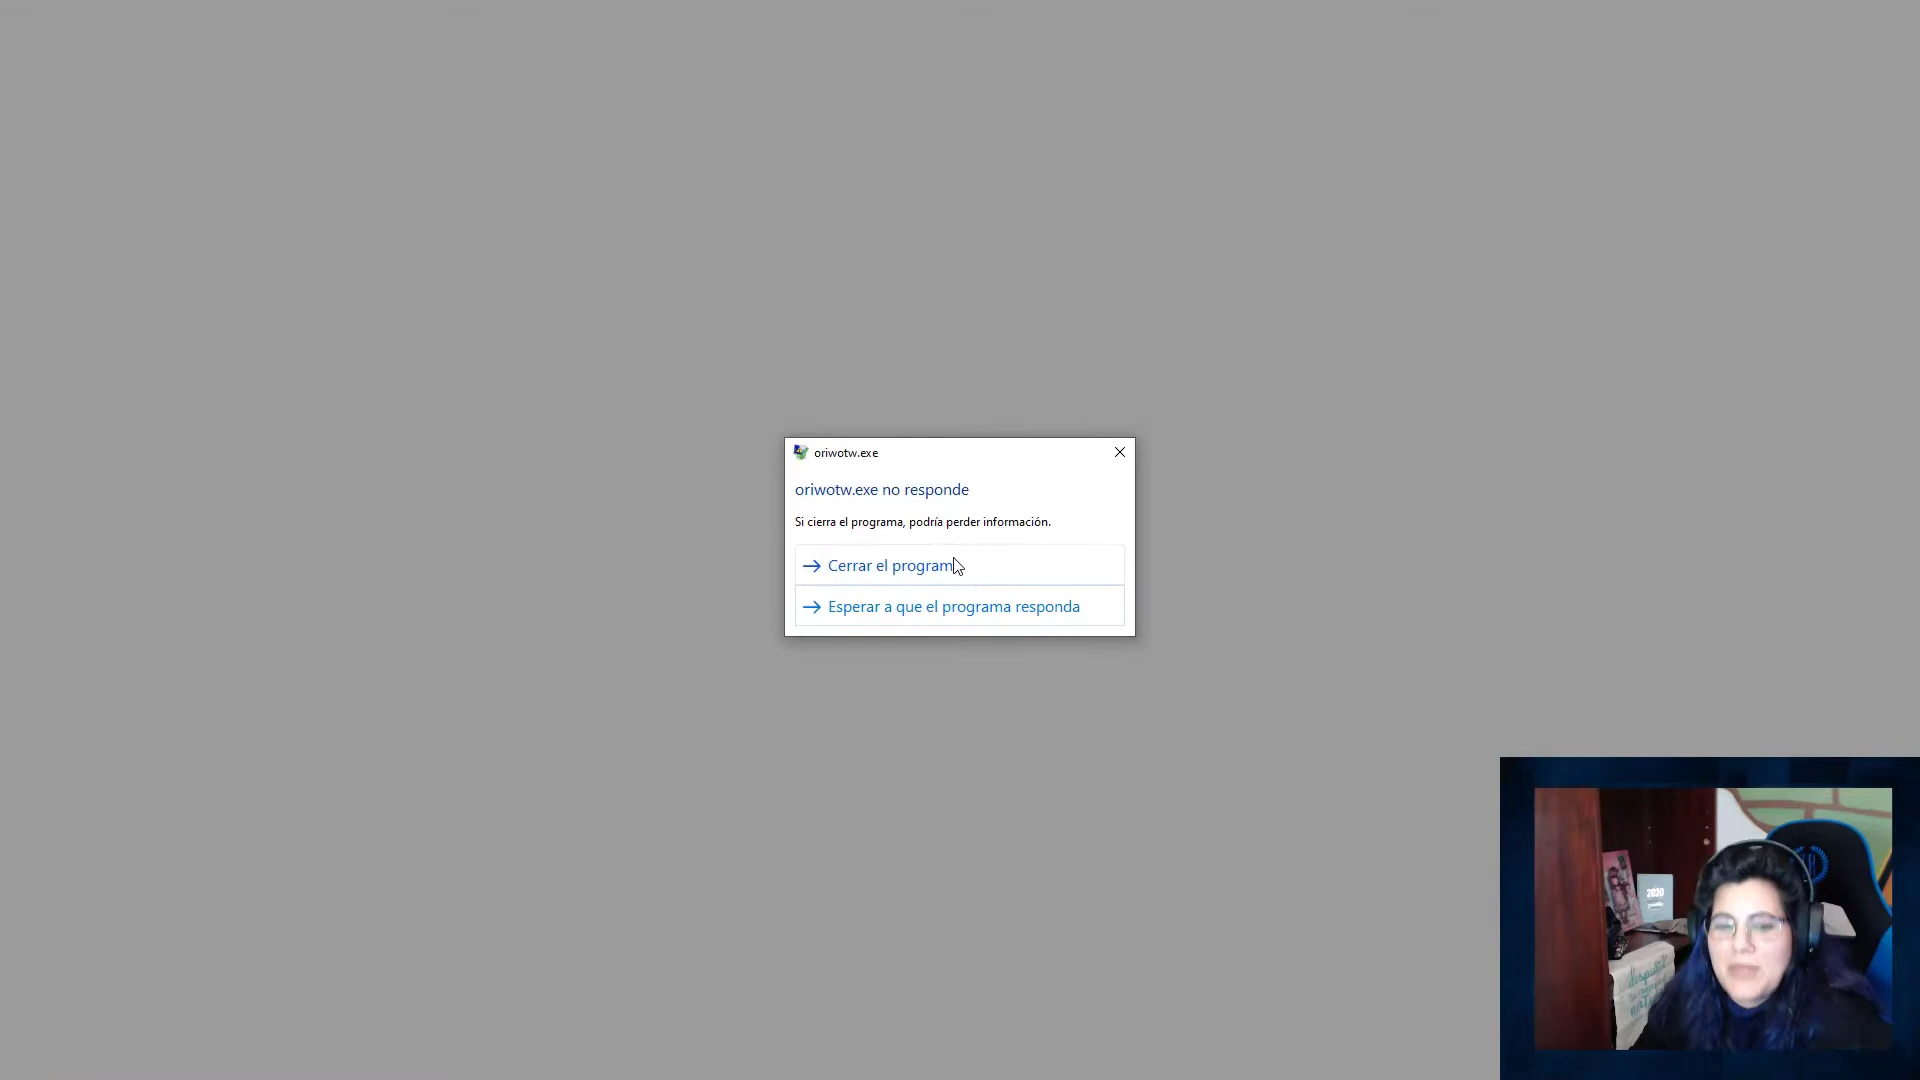 oriwotw.exe
oriwotw.exe no responde
Si cierra el programa, podría perder información.
Cerrar el program
Esperar a que el programa responda
2020